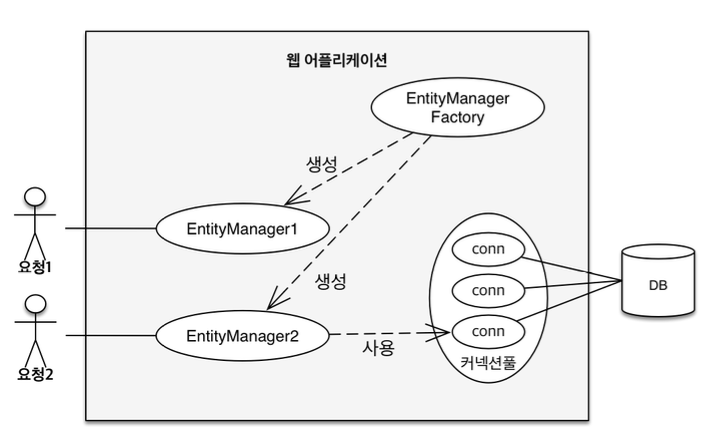 웹 어플리케이션
EntityManager
Factory
생성
요청1
EntityManager1
생성
conn
conn
conn
커넥션풀
DB
요청2
EntityManager2
사용